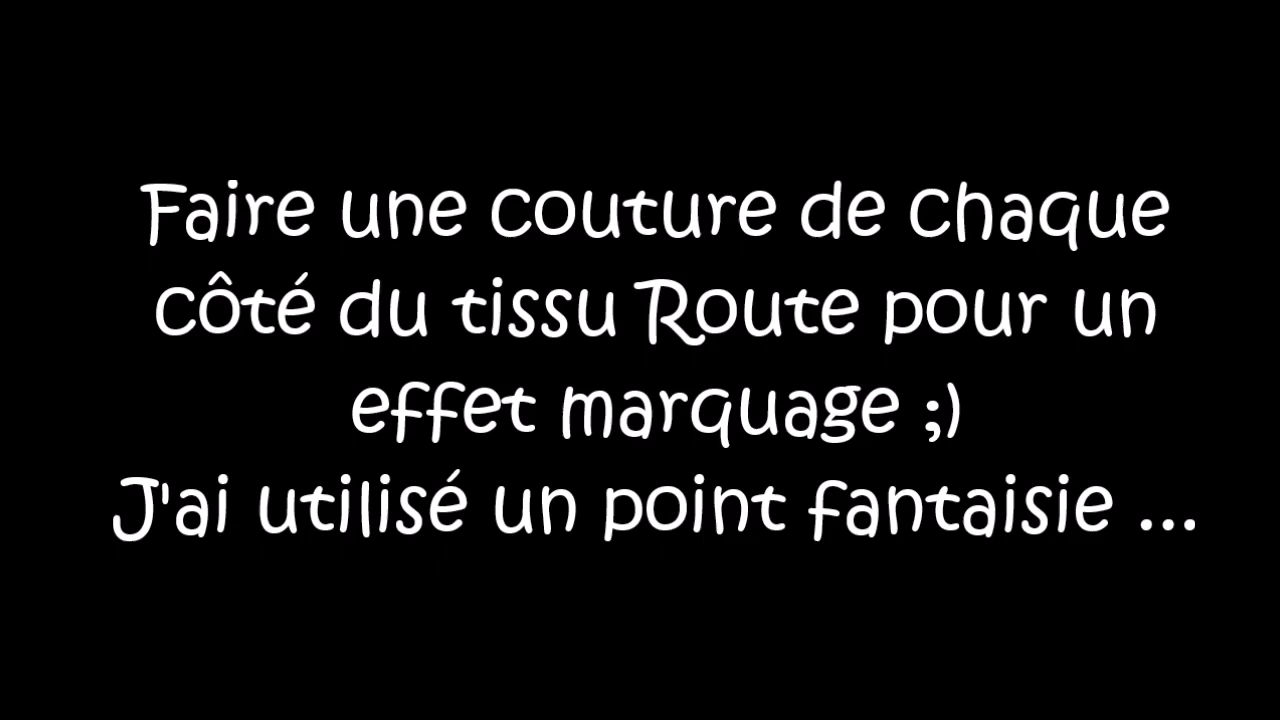 Faire une couture de chaque
côté du tissu Route pour un
effet marquage ;)
J'ai utilisé un point fantaisie ...